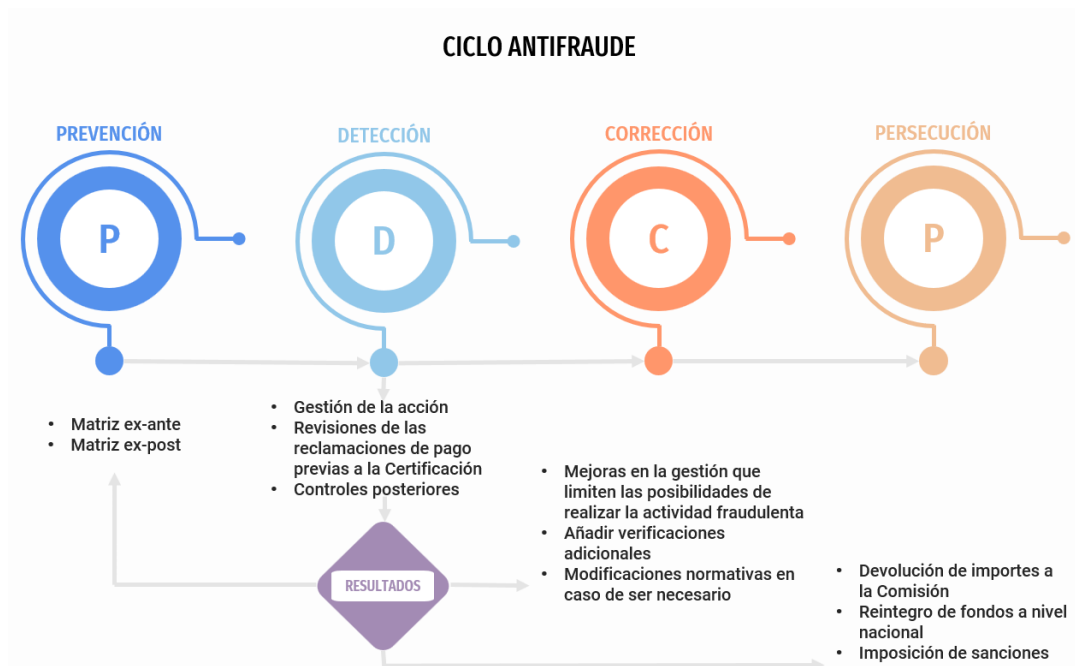 CICLO ANTIFRAUDE
PREVENCIÓN
DETECCIÓN
CORRECCIÓN
PERSECUCIÓN
P
D
C
P
• Matriz ex-ante
• Matriz ex-post
• Gestión de la acción
• Revisiones de las
reclamaciones de pago
previas a la Certificación
• Controles posteriores
• Mejoras en la gestión que
limiten las posibilidades de
realizar la actividad fraudulenta
• Añadir verificaciones
adicionales
• Modificaciones normativas en
caso de ser necesario
RESULTADOS
• Devolución de importes a
la Comisión
• Reintegro de fondos a nivel
nacional
• Imposición de sanciones